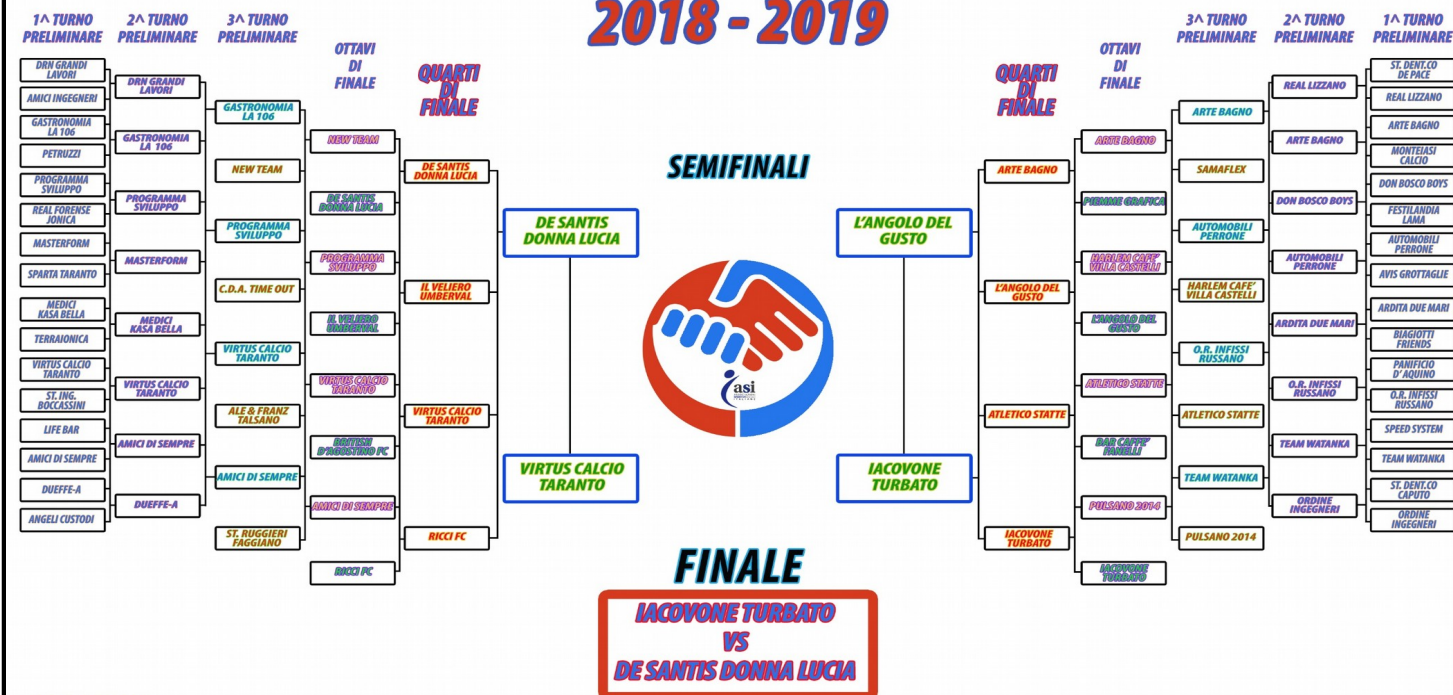 2018 - 2019
1^ TURNO
PRELIMINARE
2^ TURNO
PRELIMINARE
3^ TURNO
PRELIMINARE
OTTAVI
DI
FINALE
QUARTI
DI
FINALE
DRN GRANDI
LAVORI
AMICI INGEGNERI
GASTRONOMIA
LA 106
PETRUZZI
PROGRAMMA
SVILUPPO
REAL FORENSE
JONICA
MASTERFORM
SPARTA TARANTO
MEDICI
KASA BELLA
TERRAIONICA
VIRTUS CALCIO
TARANTO
ST. ING.
BOCCASSINI
LIFE BAR
AMICI DI SEMPRE
DUEFFE-A
ANGELI CUSTODI
DRN GRANDI
LAVORI
GASTRONOMIA
LA 106
PROGRAMMA
SVILUPPO
MASTERFORM
MEDICI
KASA BELLA
VIRTUS CALCIO
TARANTO
AMICI DI SEMPRE
DUEFFE-A
GASTRONOMIA
LA 106
NEW TEAM
PROGRAMMA
SVILUPPO
C.D.A. TIME OUT
VIRTUS CALCIO
TARANTO
ALE & FRANZ
TALSANO
AMICI DI SEMPRE
ST. RUGGIERI
FAGGIANO
NEW TEAM
DE SANTIS
DONNA LUCIA
PROGRAMMA
SVILUPPO
IL VELIERO
UMBERVAL
VIRTUS CALCIO
TARANTO
BRITISH
D'AGOSTINO FC
AMICI DI SEMPRE
RICCI FC
DE SANTIS
DONNA LUCIA
IL VELIERO
UMBERVAL
VIRTUS CALCIO
TARANTO
RICCI FC
SEMIFINALI
DE SANTIS
DONNA LUCIA
VIRTUS CALCIO
TARANTO
L'ANGOLO DEL
GUSTO
IACOVONE
TURBATO
asi
FINALE
IACOVONE TURBATO
VS
DE SANTIS DONNA LUCIA
QUARTI
DI
FINALE
OTTAVI
DI
FINALE
3^ TURNO
PRELIMINARE
2^ TURNO
PRELIMINARE
1^ TURNO
PRELIMINARE
ARTE BAGNO
L'ANGOLO DEL
GUSTO
ATLETICO STATTE
IACOVONE
TURBATO
ARTE BAGNO
PIEMME GRAFICA
HARLEM CAFE'
VILLA CASTELLI
L'ANGOLO DEL
GUSTO
ATLETICO STATTE
BAR CAFFE'
FANELLI
PULSANO 2014
IACOVONE
TURBATO
ARTE BAGNO
SAMAFLEX
AUTOMOBILI
PERRONE
HARLEM CAFE'
VILLA CASTELLI
O.R. INFISSI
RUSSANO
ATLETICO STATTE
TEAM WATANKA
PULSANO 2014
REAL LIZZANO
ARTE BAGNO
DON BOSCO BOYS
AUTOMOBILI
PERRONE
ARDITA DUE MARI
O.R. INFISSI
RUSSANO
TEAM WATANKA
ORDINE
INGEGNERI
ST. DENT.CO
DE PACE
REAL LIZZANO
ARTE BAGNO
MONTEIASI
CALCIO
DON BOSCO BOYS
FESTILANDIA
LAMA
AUTOMOBILI
PERRONE
AVIS GROTTAGLIE
ARDITA DUE MARI
BIAGIOTTI
FRIENDS
PANIFICIO
D'AQUINO
O.R. INFISSI
RUSSANO
SPEED SYSTEM
TEAM WATANKA
ST. DENT.CO
CAPUTO
ORDINE
INGEGNERI